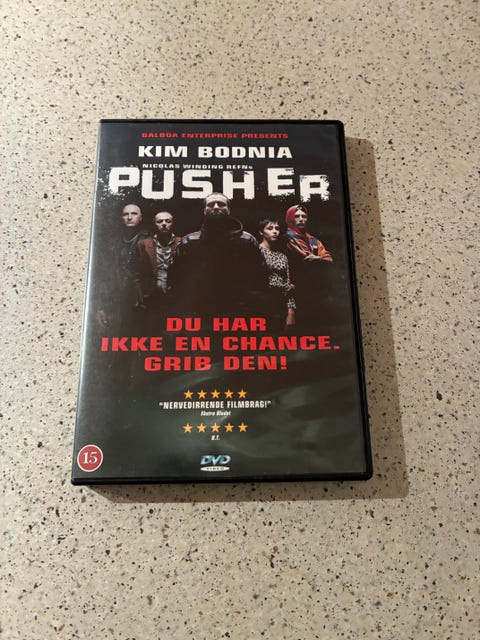 BALBOA ENTERPRISE PRESENTS
KIM BODNIA
NICOLAS WINDING REFNs
PUSHER
DU HAR
IKKE EN CHANCE.
GRIB DEN!
"NERVEDIRRENDE FILMBRAG!"
Ekstra Bladet
B.T.
15
DVD
VIDEO